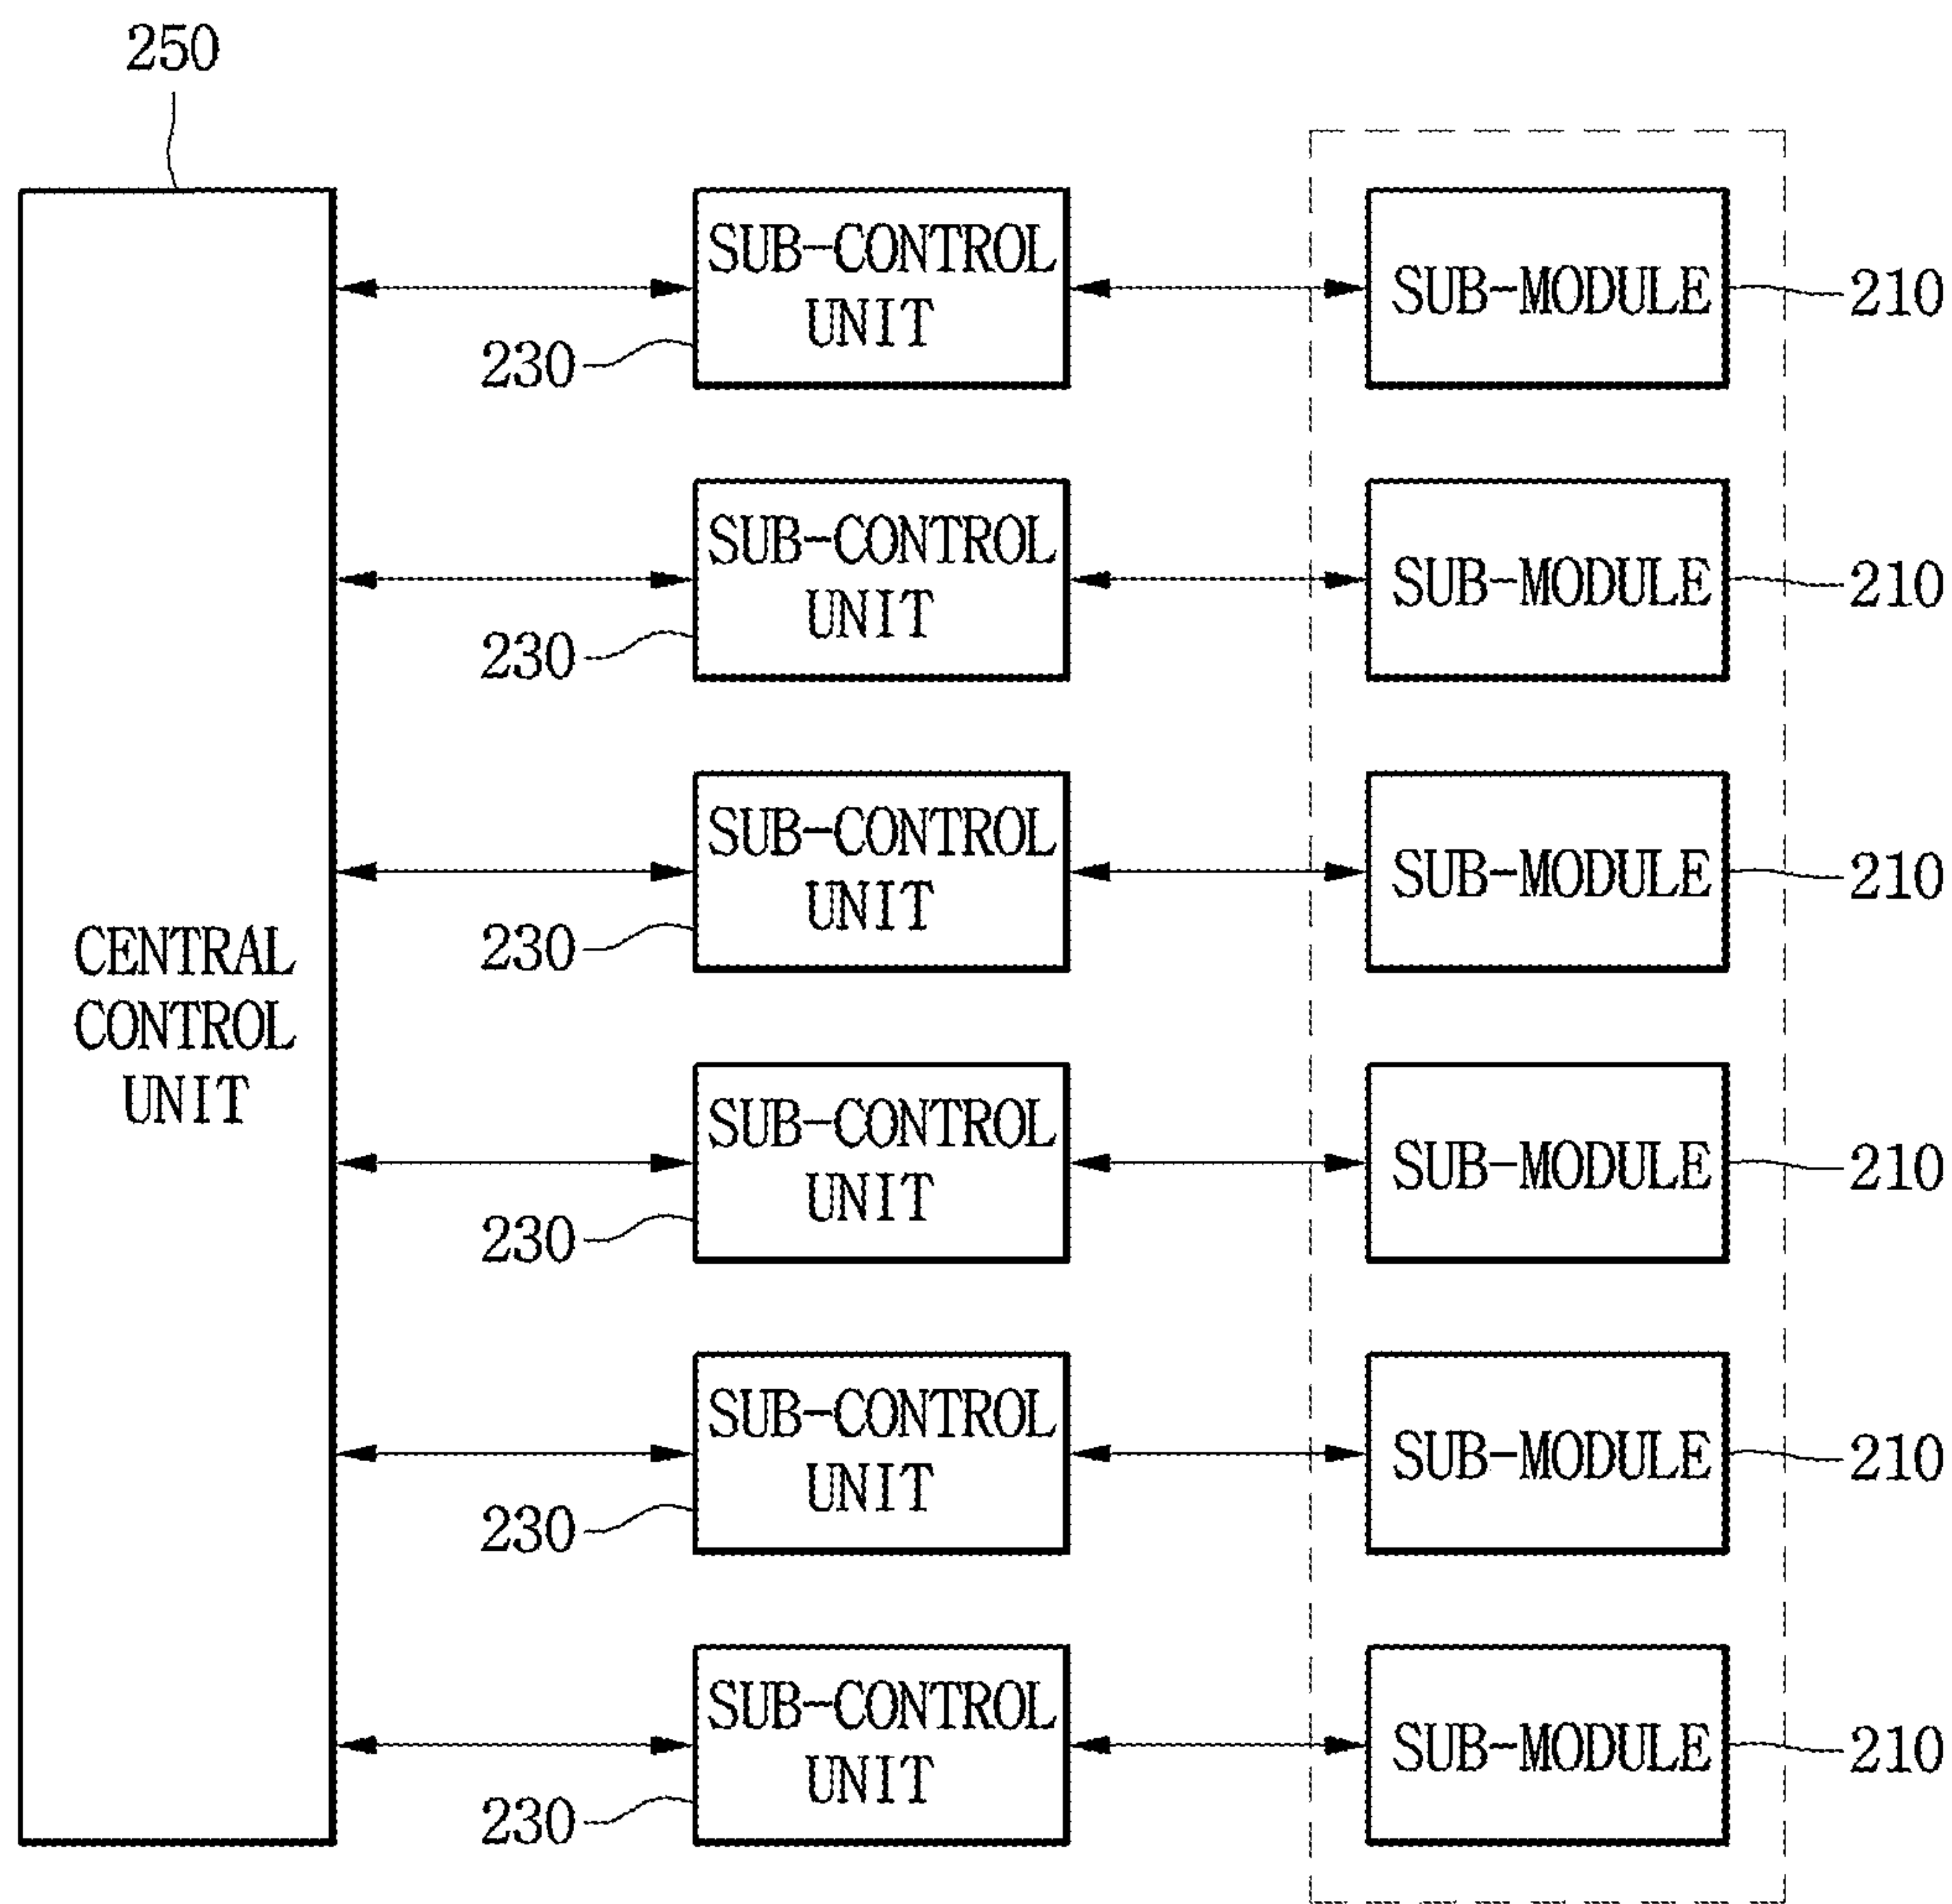 250
SUB-CONTROL
UNIT
230
SUB-MODULE
210
SUB-CONTROL
UNIT
230
SUB-MODULE
210
SUB-CONTROL
UNIT
230
SUB-MODULE
210
CENTRAL
CONTROL
UNIT
SUB-CONTROL
UNIT
230
SUB-MODULE
210
SUB-CONTROL
UNIT
230
SUB-MODULE
210
SUB-CONTROL
UNIT
230
SUB-MODULE
210